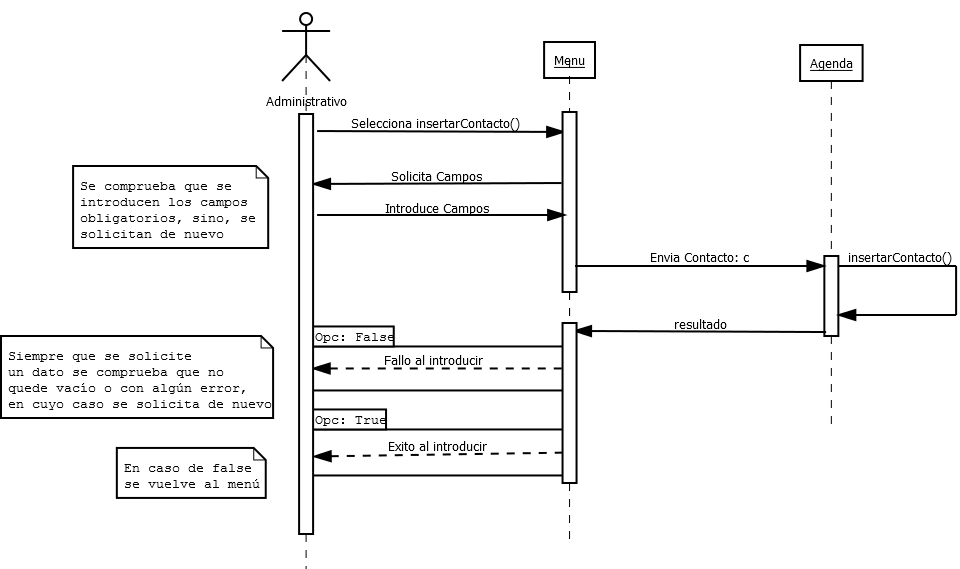 Menu
Agenda
Administrativo
Selecciona insertarContacto()
Solicita Campos
Se comprueba que se
introducen los campos
obligatorios, sino, se
solicitan de nuevo
Introduce Campos
Envia Contacto: c
insertarContacto()
resultado
Opc: False
Siempre que se solicite
un dato se comprueba que no
quede vacío o con algún error,
en cuyo caso se solicita de nuevo
Fallo al introducir
Opc: True
Exito al introducir
En caso de false
se vuelve al menú